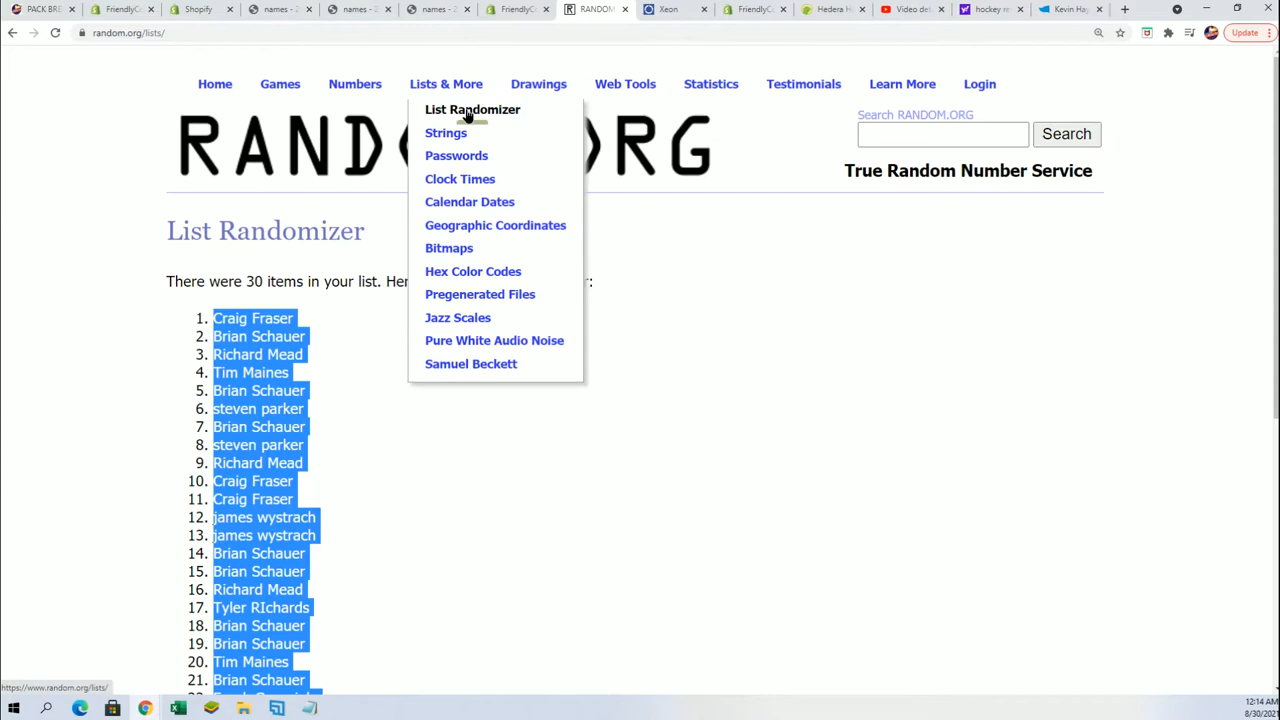 PACK BRE
FriendlyCo
Shopify
names - 2
names - 2
names - 2
FriendlyCo
RANDOM
Xeon
FriendlyCo
Hedera H
Video del
hockey re
Kevin Hay
random.org/lists/
Update
Home Games Numbers Lists & More Drawings Web Tools Statistics Testimonials Learn More Login
List Randomizer
Strings
Passwords
Clock Times
Calendar Dates
Geographic Coordinates
Bitmaps
Hex Color Codes
Pregenerated Files
Jazz Scales
Pure White Audio Noise
Samuel Beckett
RAND RG
Search RANDOM.ORG
Search
True Random Number Service
List Randomizer
There were 30 items in your list. Her :
1. Craig Fraser
2. Brian Schauer
3. Richard Mead
4. Tim Maines
5. Brian Schauer
6. steven parker
7. Brian Schauer
8. steven parker
9. Richard Mead
10. Craig Fraser
11. Craig Fraser
12. james wystrach
13. james wystrach
14. Brian Schauer
15. Brian Schauer
16. Richard Mead
17. Tyler RIchards
18. Brian Schauer
19. Brian Schauer
20. Tim Maines
21. Brian Schauer
https://www.random.org/lists/
12:14 AM
8/30/2021